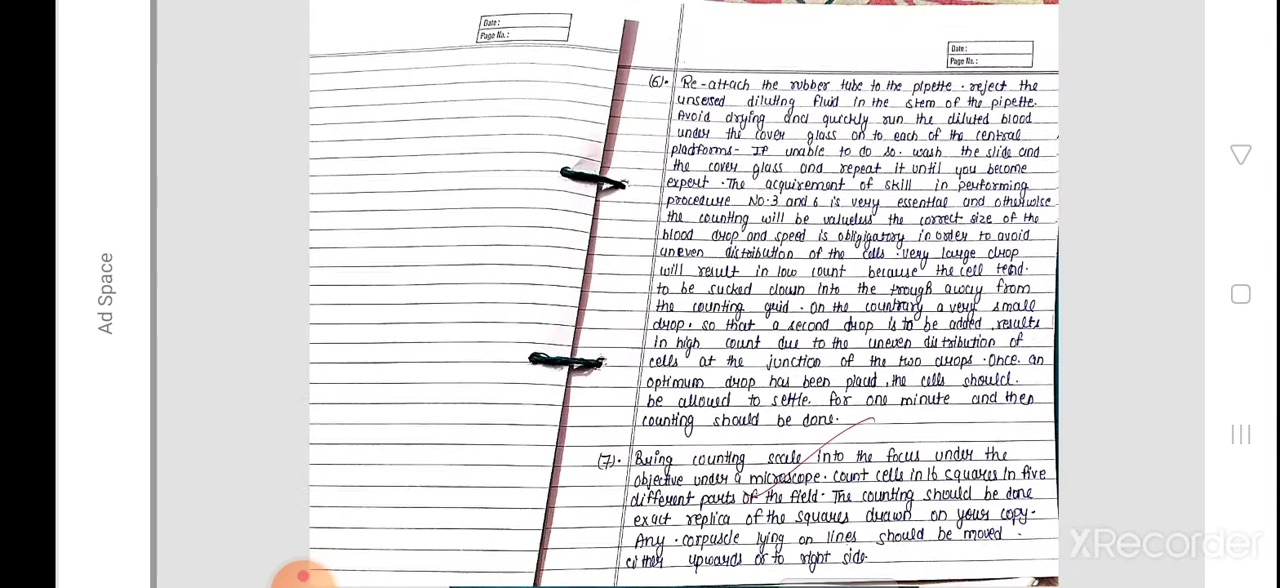 Date :
Page No. :
Date :
Page No. :
(6). Re-attach the rubber tube to the pipette. reject the
unsersed diluting fluid in the stem of the pipette.
Avoid drying and quickly run the diluted blood
under the cover glass on to each of the central
pladforms- If unable to do so. wash the slide and
the cover glass and repeat it until you become
expert. The acquirement of skill in performing
procedure No.3 and 6 is very essential and otherwise
the counting will be valueless the correct size of the
blood drop and speed is obligigatory in order to avoid
uneven distribution of the cells. very large drop
will result in low count because the cell tend.
to be sucked down into the trough away from
the counting grid. on the countrary a very small
drop. so that a second drop is to be added, results
in high count due to the uneven distribution of
cells at the junction of the two drops. Once. an
optimum drop has been placd, the cells should.
be allowed to settle. for one minute and then
counting should be done.
(7). Bring counting scale into the focus under the
objective under a microscope. count cells in 16 squares in five
different parts of the field. The counting should be done
exact replica of the squares drawn on your copy.
Any. corpuscle lying on lines should be moved.
either upwards or to right side.
Ad Space
XRecorder